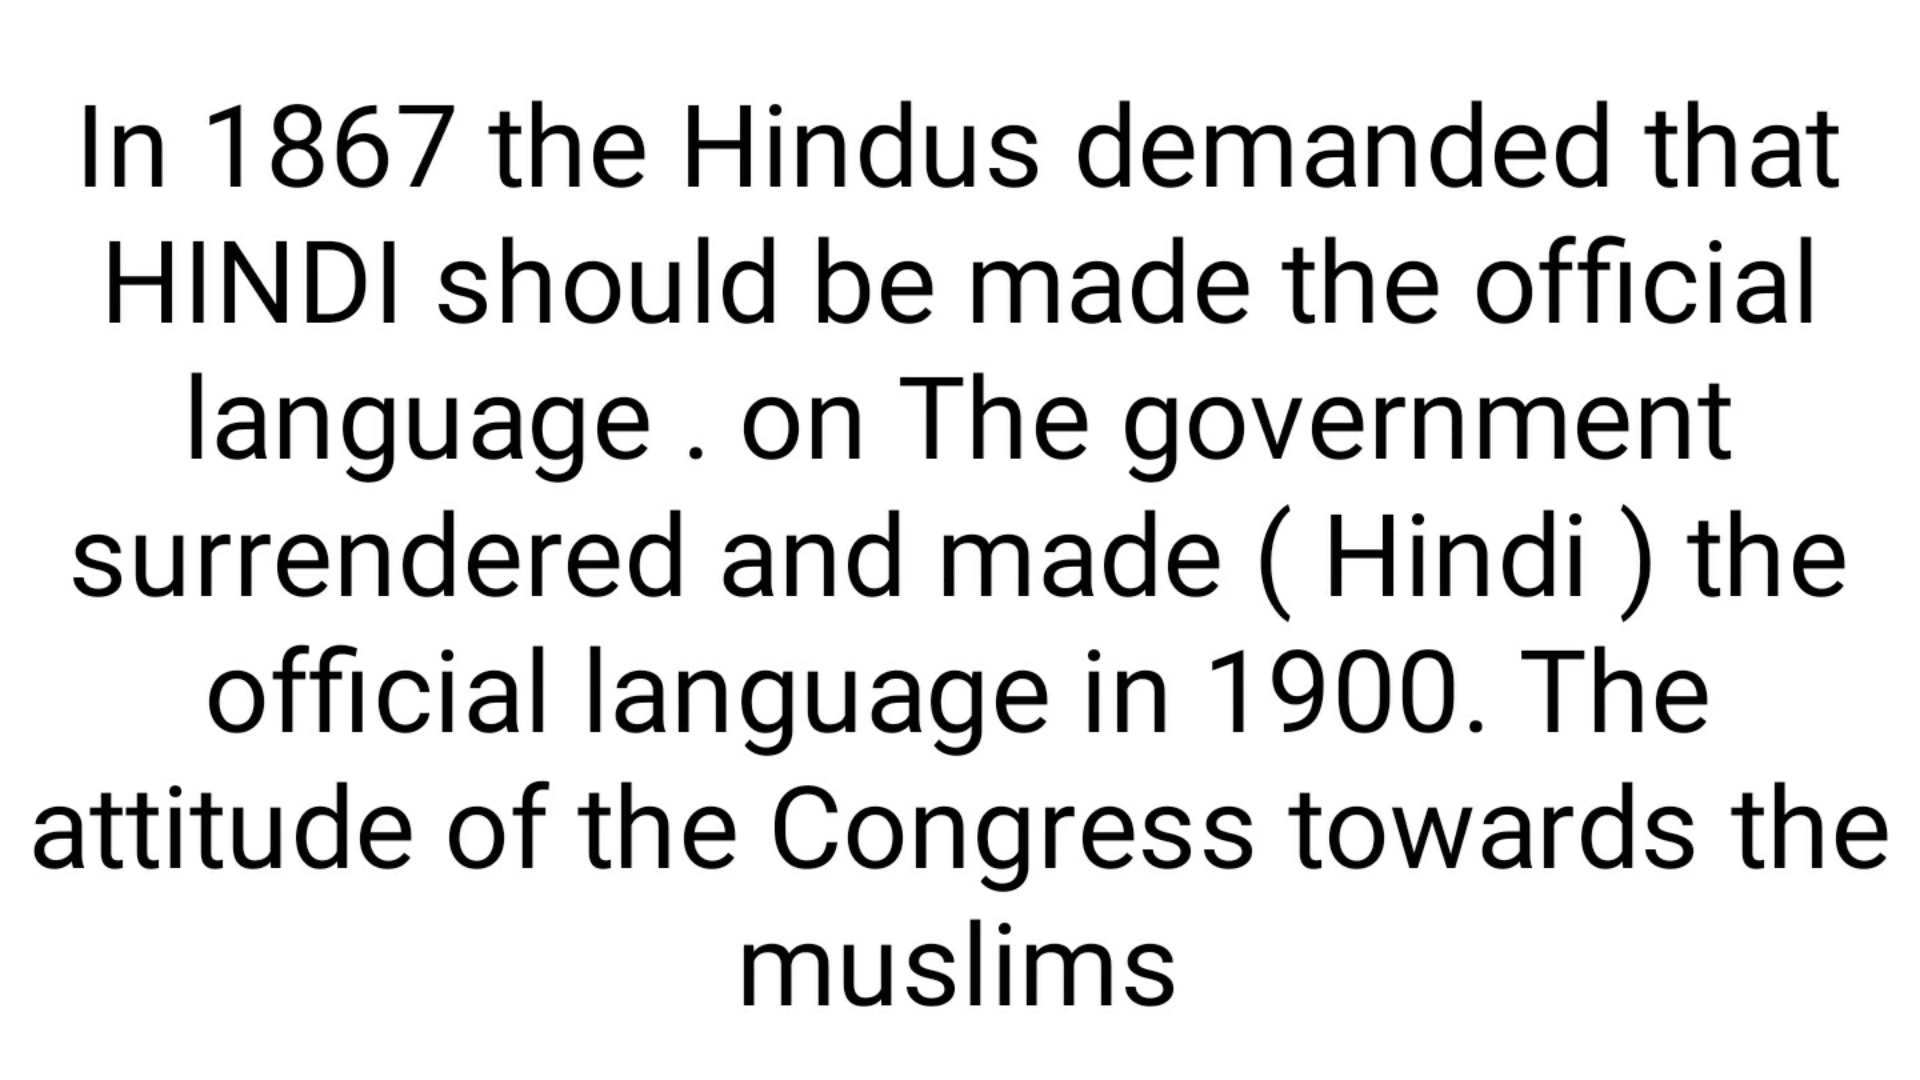 In 1867 the Hindus demanded that
HINDI should be made the official
language . on The government
surrendered and made ( Hindi ) the
official language in 1900. The
attitude of the Congress towards the
muslims